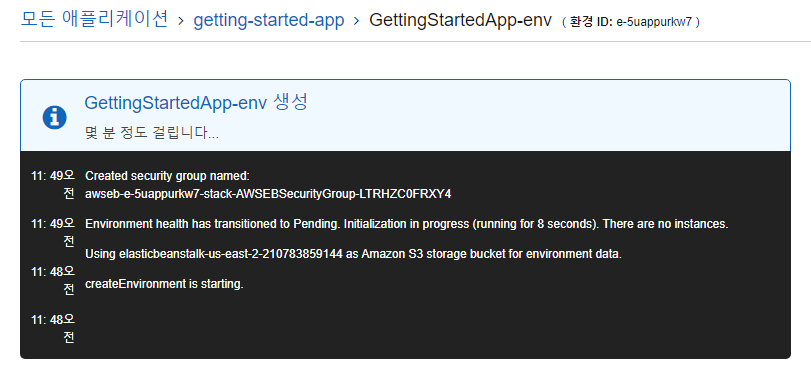 모든 애플리케이션 > getting-started-app > GettingStartedApp-env ( 환경 ID: e-5uappurkw7 )
GettingStartedApp-env 생성
몇 분 정도 걸립니다...
11: 49오전 Created security group named:
awseb-e-5uappurkw7-stack-AWSEBSecurityGroup-LTRHZC0FRXY4
11: 49오전 Environment health has transitioned to Pending. Initialization in progress (running for 8 seconds). There are no instances.
Using elasticbeanstalk-us-east-2-210783859144 as Amazon S3 storage bucket for environment data.
11: 48오전 createEnvironment is starting.
11: 48오전